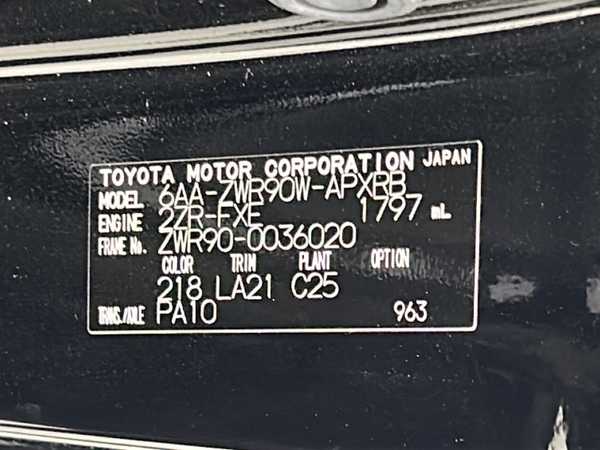 TOYOTA MOTOR CORPORATION JAPAN
MODEL 6AA-ZWR90W-APXRB
ENGINE 2ZR-FXE 1797 mL
FRAME No. ZWR90-0036020
COLOR TRIM PLANT OPTION
218 LA21 C25
TRANS./AXLE PA10 963